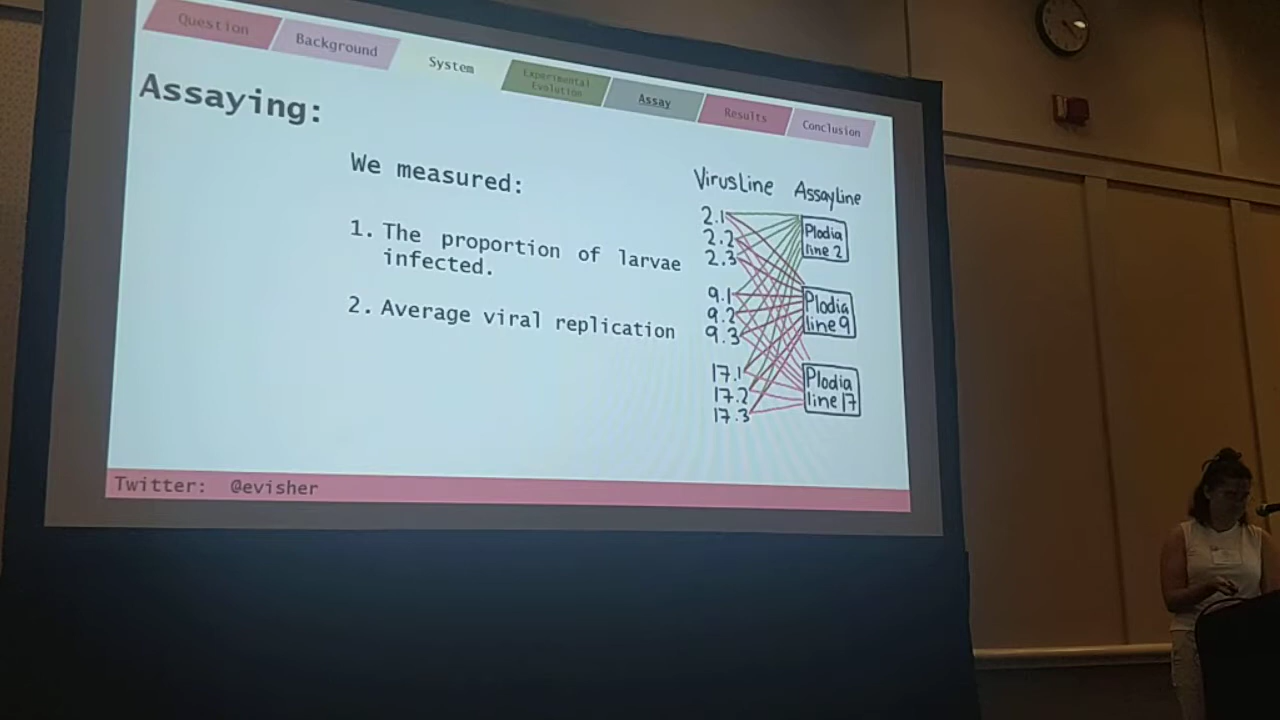 Question
Background
System
Experimental
Evolution
Assay
Results
Conclusion
Assaying:
We measured:
1. The proportion of larvae
infected.
2. Average viral replication
VirusLine
AssayLine
2.1
2.2
2.3
9.1
9.2
9.3
17.1
17.2
17.3
Plodia
line 2
Plodia
line 9
Plodia
line 17
Twitter: @evisher